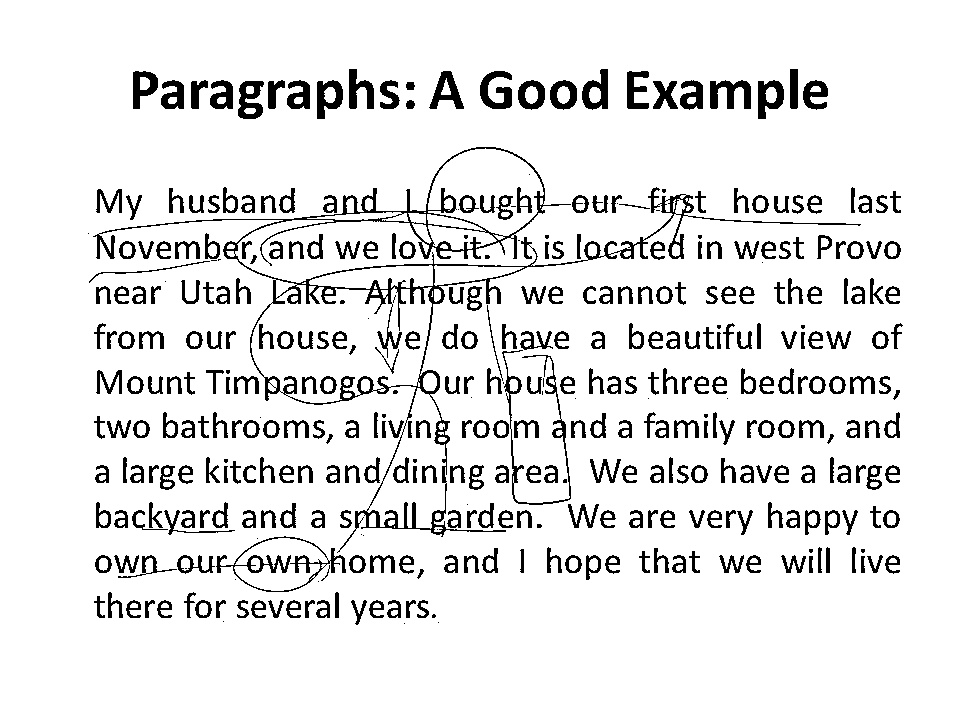 Paragraphs: A Good Example
My husband and I bought our first house last
November, and we love it. It is located in west Provo
near Utah Lake. Although we cannot see the lake
from our house, we do have a beautiful view of
Mount Timpanogos. Our house has three bedrooms,
two bathrooms, a living room and a family room, and
a large kitchen and dining area. We also have a large
backyard and a small garden. We are very happy to
own our own home, and I hope that we will live
there for several years.